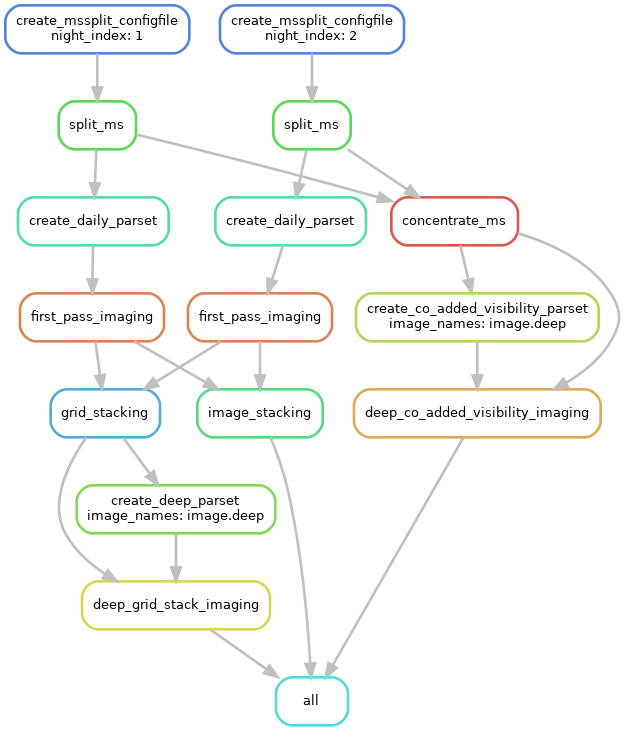 create_mssplit_configfile
night_index: 1
create_mssplit_configfile
night_index: 2
split_ms
split_ms
create_daily_parset
create_daily_parset
concentrate_ms
first_pass_imaging
first_pass_imaging
create_co_added_visibility_parset
image_names: image.deep
grid_stacking
image_stacking
deep_co_added_visibility_imaging
create_deep_parset
image_names: image.deep
deep_grid_stack_imaging
all